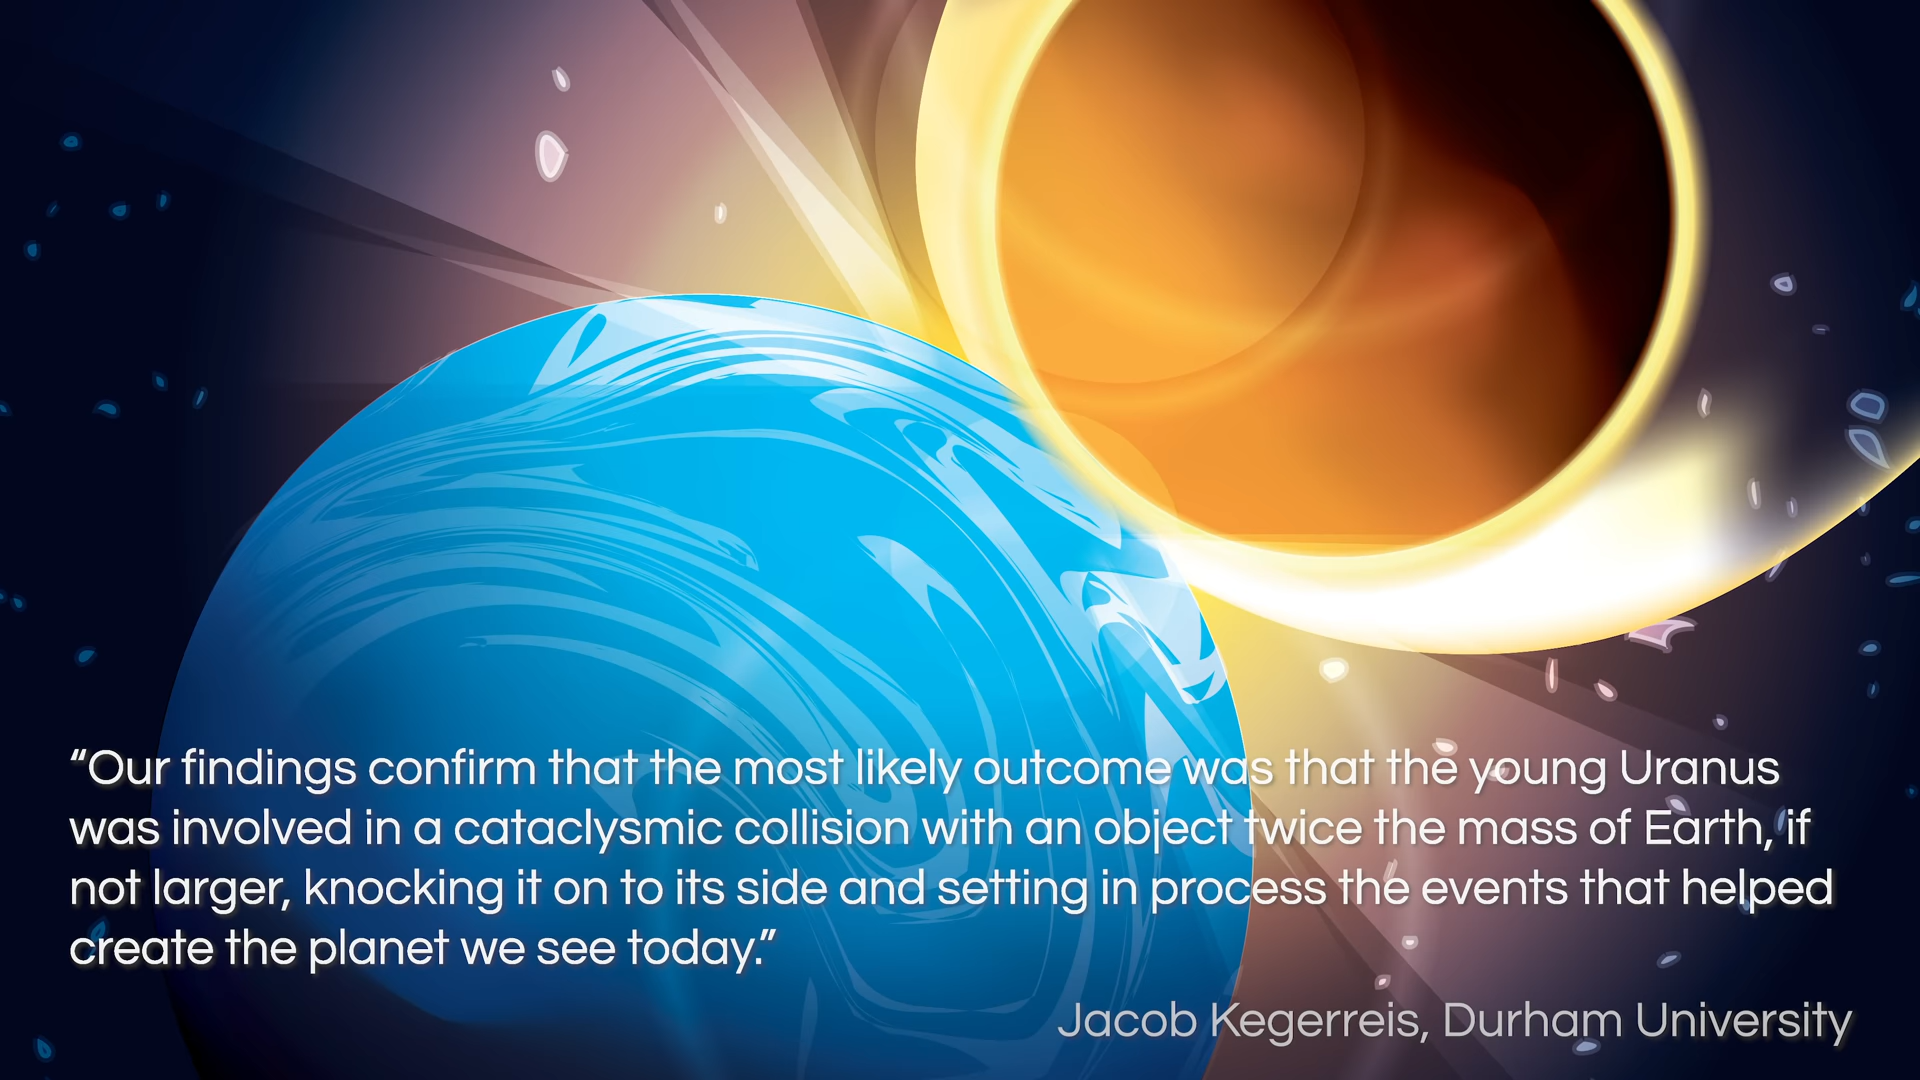 “Our findings confirm that the most likely outcome was that the young Uranus
was involved in a cataclysmic collision with an object twice the mass of Earth, if
not larger, knocking it on to its side and setting in process the events that helped
create the planet we see today.”
Jacob Kegerreis, Durham University